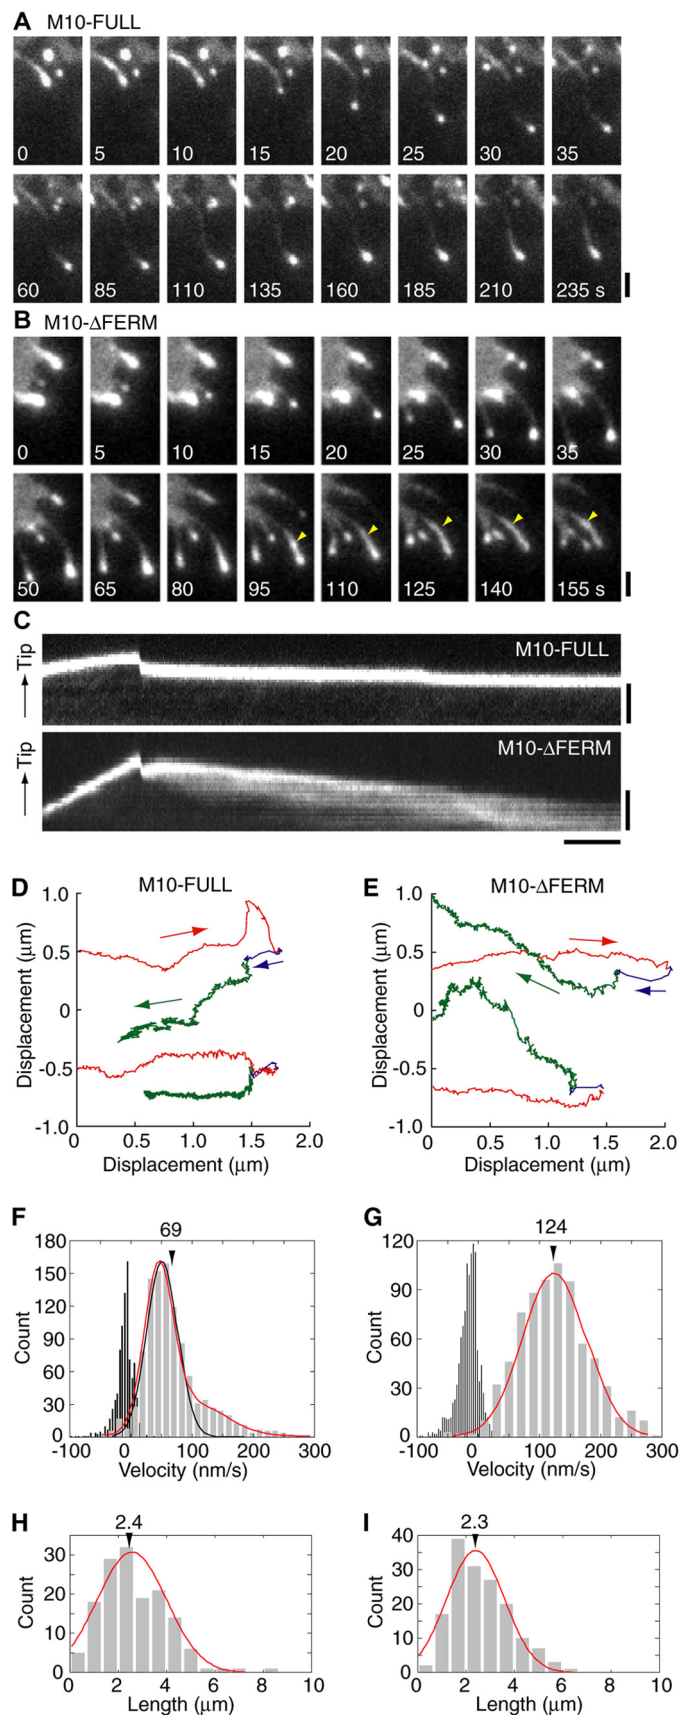 A M10-FULL
0 5 10 15 20 25 30 35
60 85 110 135 160 185 210 235 s
B M10-ΔFERM
0 5 10 15 20 25 30 35
50 65 80 95 110 125 140 155 s
C
Tip
M10-FULL
Tip
M10-ΔFERM
D M10-FULL
1.0
0.5
0
-0.5
-1.0
Displacement (μm)
0 0.5 1.0 1.5 2.0
Displacement (μm)
E M10-ΔFERM
1.0
0.5
0
-0.5
-1.0
Displacement (μm)
0 0.5 1.0 1.5 2.0
Displacement (μm)
F
69
180
150
120
90
60
30
0
Count
-100 0 100 200 300
Velocity (nm/s)
G
124
120
90
60
30
0
Count
-100 0 100 200 300
Velocity (nm/s)
H
2.4
30
20
10
0
Count
0 2 4 6 8 10
Length (μm)
I
2.3
40
30
20
10
0
Count
0 2 4 6 8 10
Length (μm)